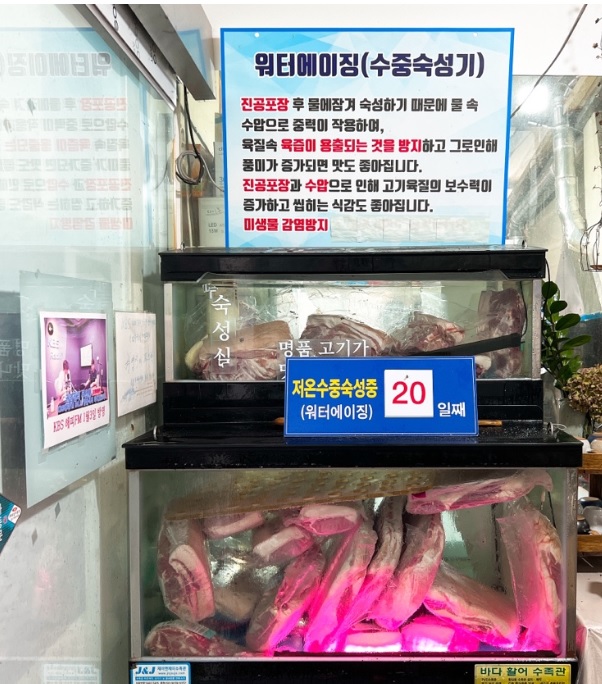 워터에이징(수중숙성기)
진공포장 후 물에잠겨 숙성하기 때문에 물 속
수압으로 중력이 작용하여,
육질속 육즙이 용출되는 것을 방지하고 그로인해
풍미가 증가되면 맛도 좋아집니다.
진공포장과 수압으로 인해 고기육질의 보수력이
증가하고 씹히는 식감도 좋아집니다.
미생물 감염방지
숙성실
명품 고기가
저온수중숙성중
(워터에이징)
20
일째
J&J
바다 활어 수족관